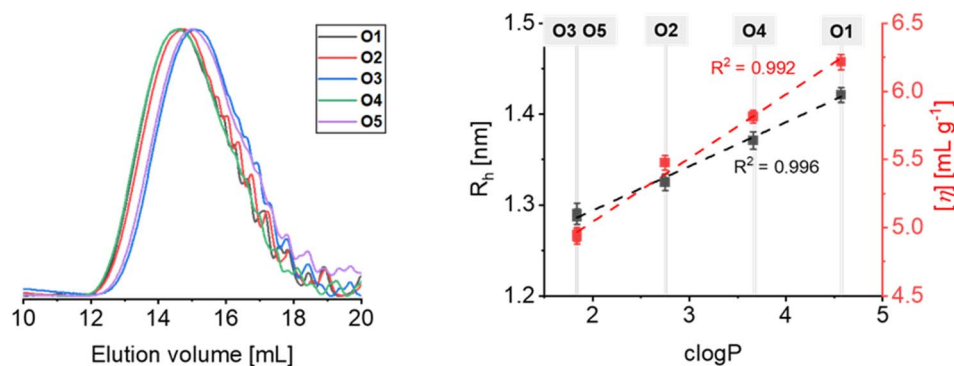 O1
O2
O3
O4
O5
10 12 14 16 18 20
Elution volume [mL]
O3 O5 O2 O4 O1
1.5
1.4
1.3
1.2
Rh [nm]
R2 = 0.992
R2 = 0.996
6.5
6.0
5.5
5.0
4.5
[η] [mL g-1]
2 3 4 5
clogP